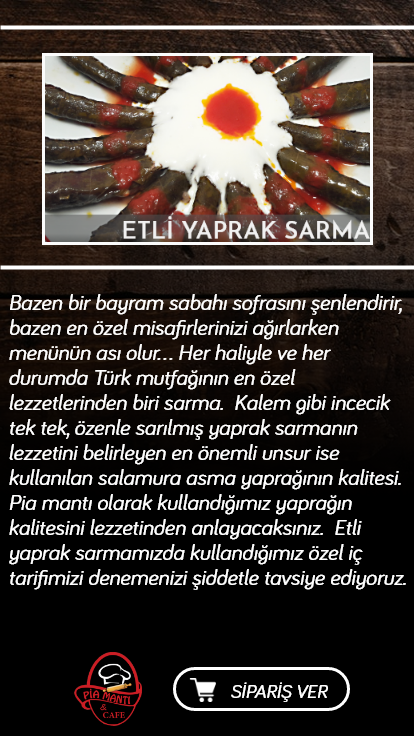 ETLİ YAPRAK SARMA
Bazen bir bayram sabahı sofrasını şenlendirir,
bazen en özel misafirlerinizi ağırlarken
menünün ası olur... Her haliyle ve her
durumda Türk mutfağının en özel
lezzetlerinden biri sarma.  Kalem gibi incecik
tek tek, özenle sarılmış yaprak sarmanın
lezzetini belirleyen en önemli unsur ise
kullanılan salamura asma yaprağının kalitesi.
Pia mantı olarak kullandığımız yaprağın
kalitesini lezzetinden anlayacaksınız.  Etli
yaprak sarmamızda kullandığımız özel iç
tarifimizi denemenizi şiddetle tavsiye ediyoruz.
PİA MANTI
&
CAFE
SİPARİŞ VER